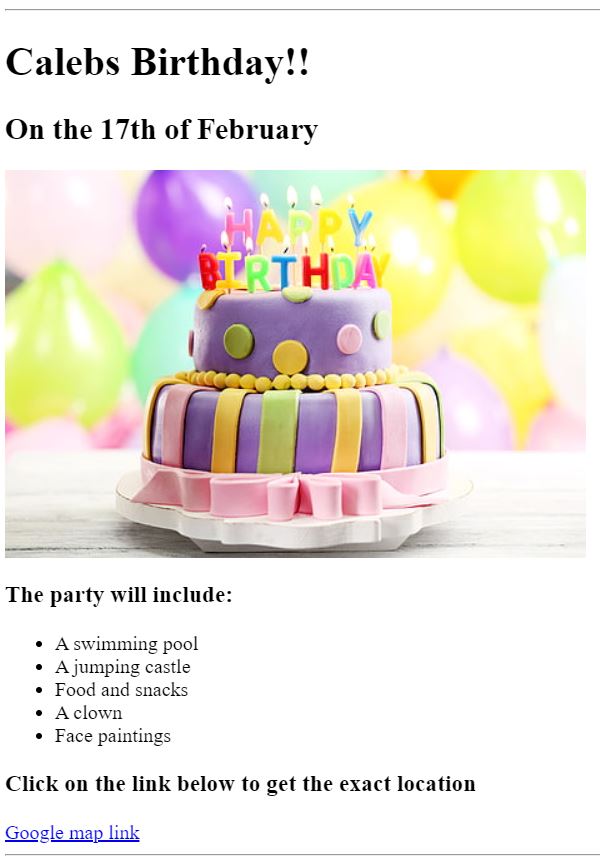 Calebs Birthday!!
On the 17th of February
HAPPY
BIRTHDAY
The party will include:
A swimming pool
A jumping castle
Food and snacks
A clown
Face paintings
Click on the link below to get the exact location
Google map link